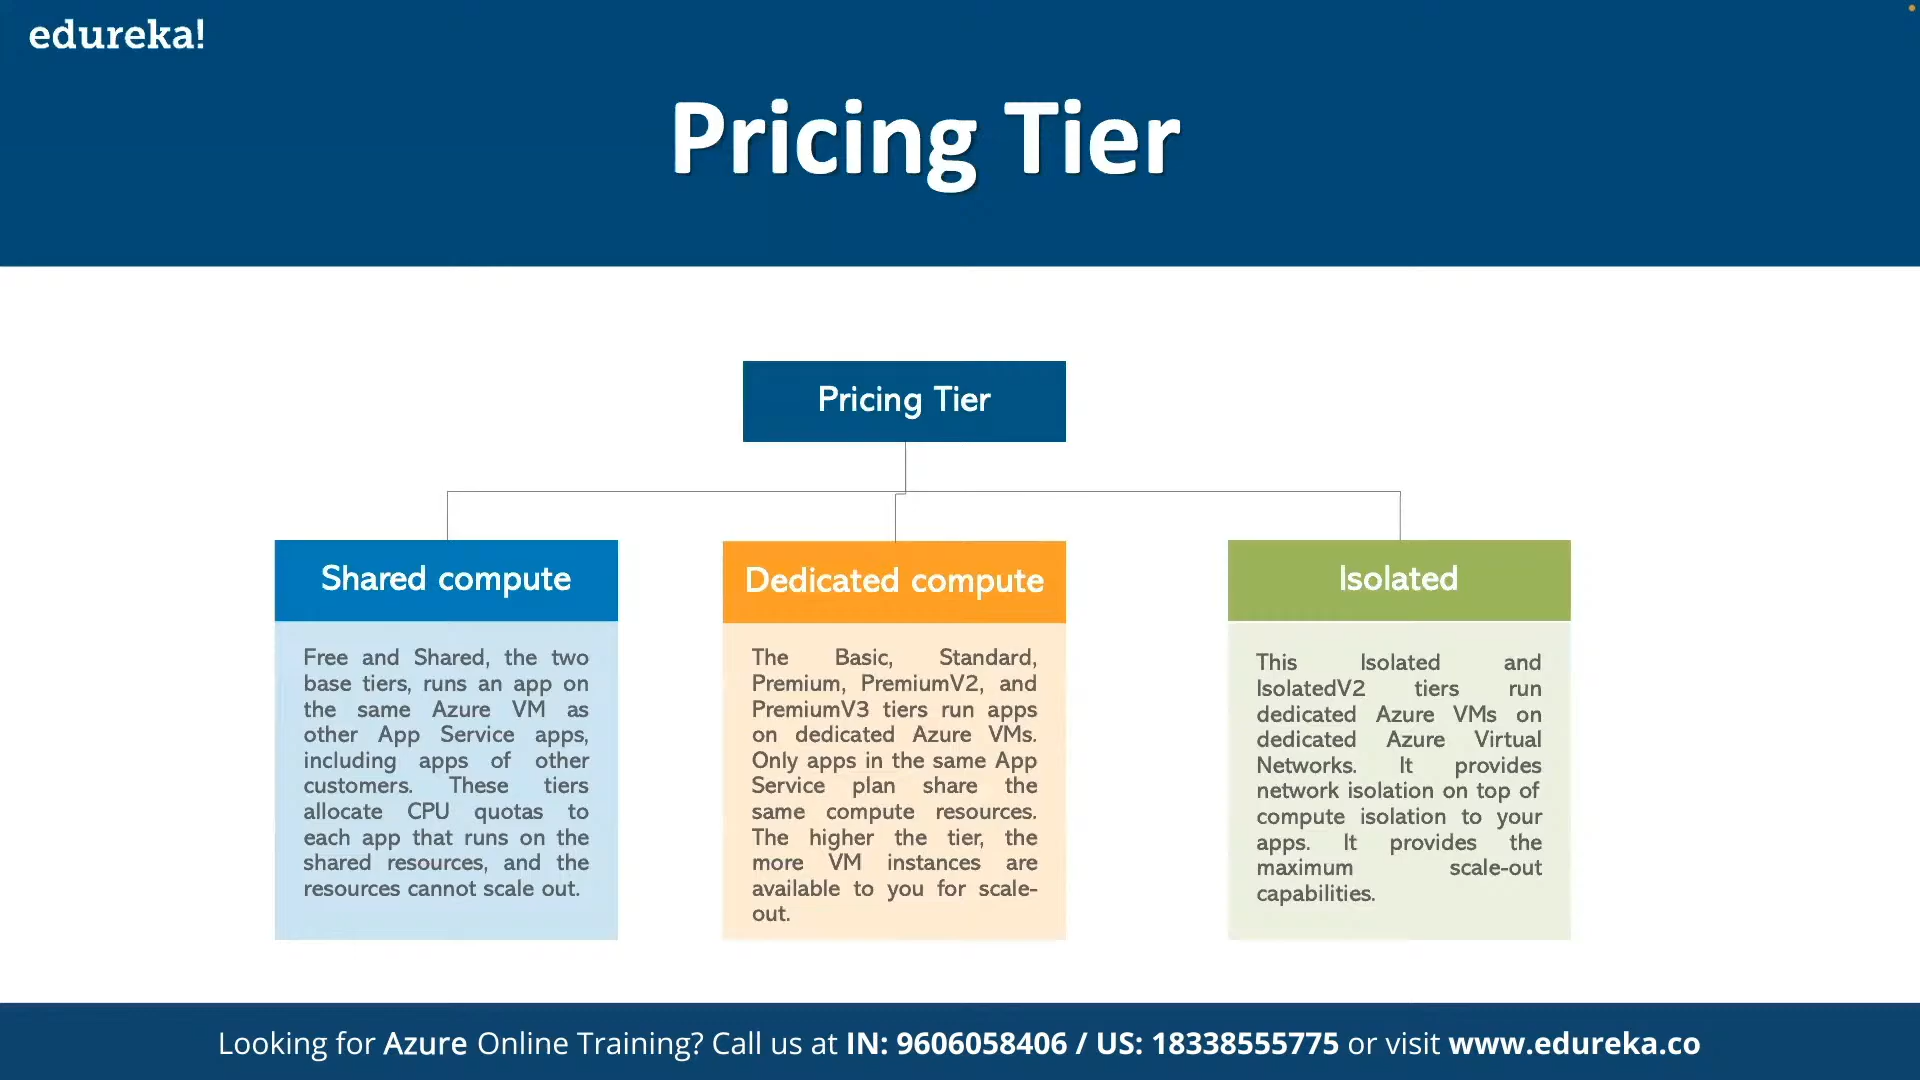 edureka!
Pricing Tier
Pricing Tier
Shared compute
Free and Shared, the two
base tiers, runs an app on
the same Azure VM as
other App Service apps,
including apps of other
customers. These tiers
allocate CPU quotas to
each app that runs on the
shared resources, and the
resources cannot scale out.
Dedicated compute
The Basic, Standard,
Premium, PremiumV2, and
PremiumV3 tiers run apps
on dedicated Azure VMs.
Only apps in the same App
Service plan share the
same compute resources.
The higher the tier, the
more VM instances are
available to you for scale-
out.
Isolated
This Isolated and
IsolatedV2 tiers run
dedicated Azure VMs on
dedicated Azure Virtual
Networks. It provides
network isolation on top of
compute isolation to your
apps. It provides the
maximum scale-out
capabilities.
Looking for Azure Online Training? Call us at IN: 9606058406 / US: 18338555775 or visit www.edureka.co